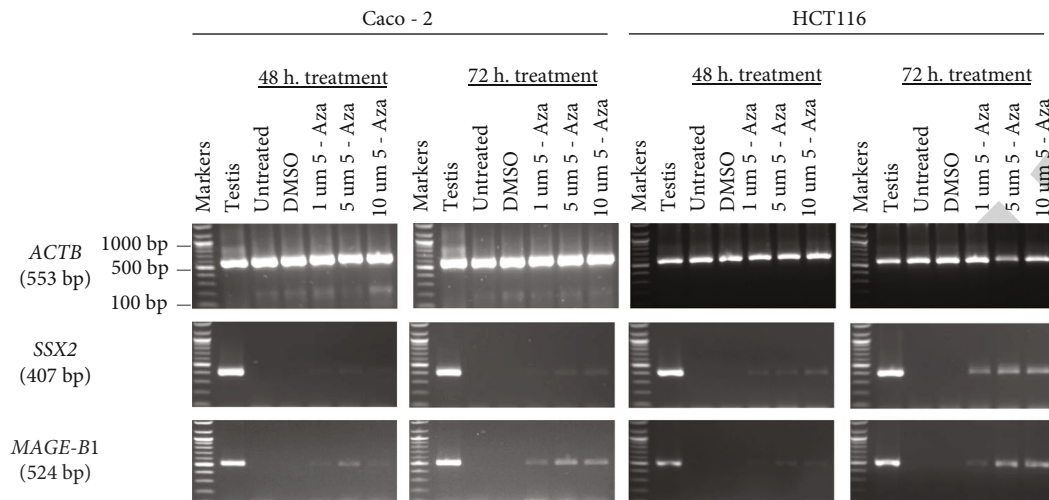 Caco - 2
HCT116
48 h. treatment
72 h. treatment
48 h. treatment
72 h. treatment
Markers
Testis
Untreated
DMSO
1 um 5 - Aza
5 um 5 - Aza
10 um 5 - Aza
Markers
Testis
Untreated
DMSO
1 um 5 - Aza
5 um 5 - Aza
10 um 5 - Aza
Markers
Testis
Untreated
DMSO
1 um 5 - Aza
5 um 5 - Aza
10 um 5 - Aza
Markers
Testis
Untreated
DMSO
1 um 5 - Aza
5 um 5 - Aza
10 um 5 - Aza
ACTB
(553 bp)
1000 bp
500 bp
100 bp
SSX2
(407 bp)
MAGE-B1
(524 bp)